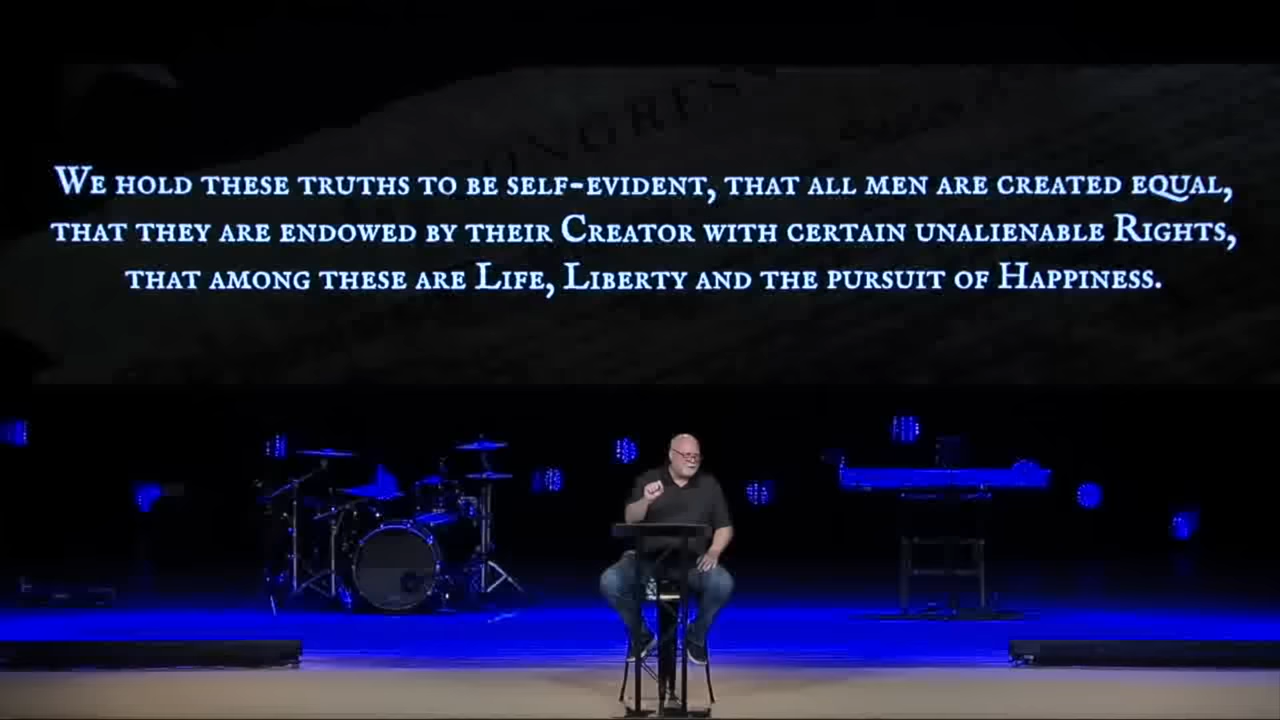 CONGRESS
We hold these truths to be self-evident, that all men are created equal,
that they are endowed by their Creator with certain unalienable Rights,
that among these are Life, Liberty and the pursuit of Happiness.